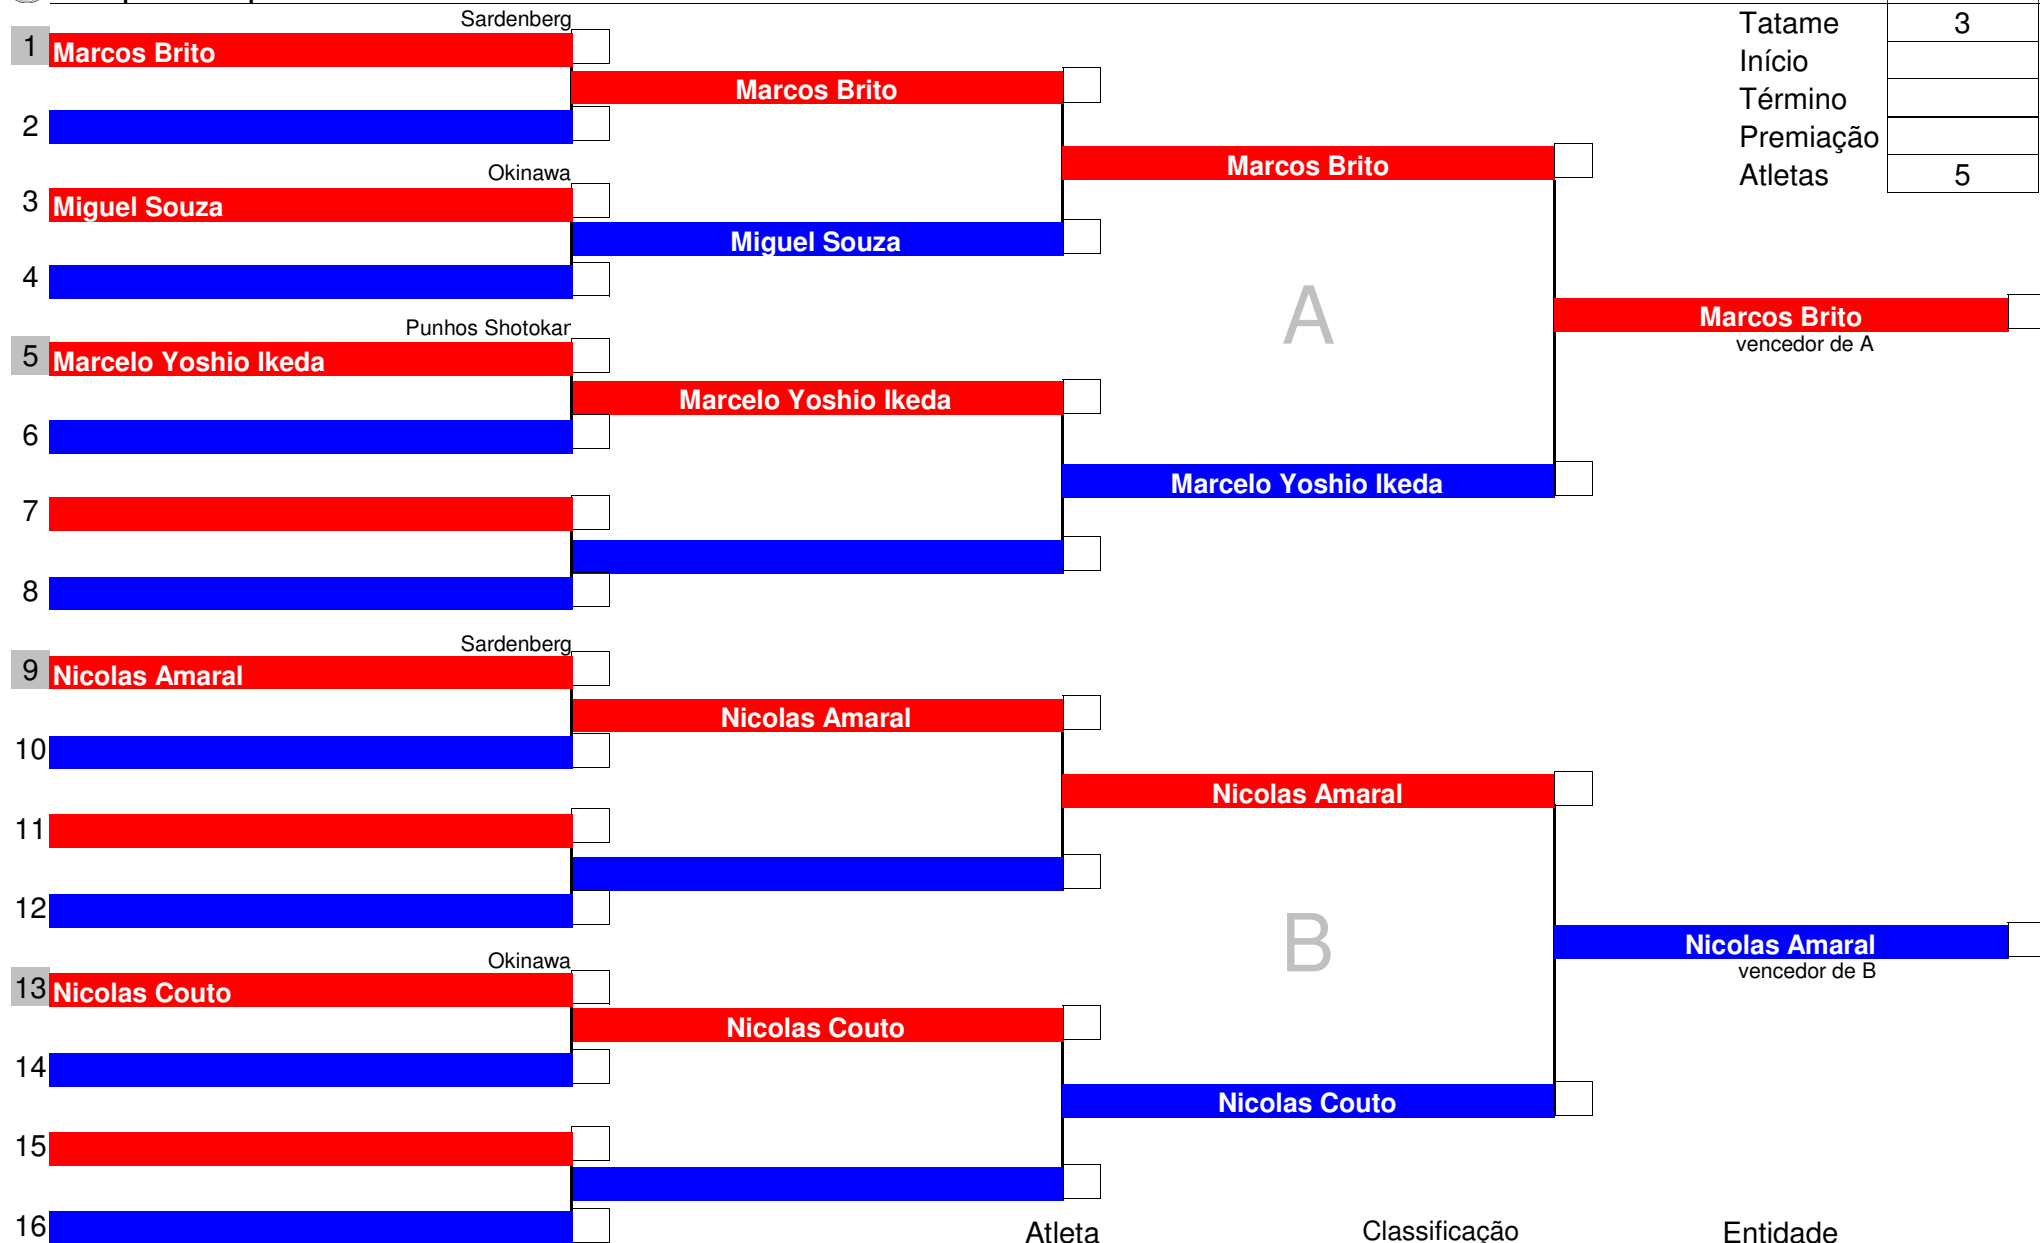 Sardenberg
1 Marcos Brito
Marcos Brito
2
Okinawa
3 Miguel Souza
Miguel Souza
4
Marcos Brito
A
Marcos Brito
vencedor de A
Punhos Shotokan
5 Marcelo Yoshio Ikeda
Marcelo Yoshio Ikeda
6
Marcelo Yoshio Ikeda
7
8
Sardenberg
9 Nicolas Amaral
Nicolas Amaral
10
Nicolas Amaral
11
12
B
Nicolas Amaral
vencedor de B
Okinawa
13 Nicolas Couto
Nicolas Couto
14
Nicolas Couto
15
16
Tatame 3
Início
Término
Premiação
Atletas 5
Atleta Classificação Entidade